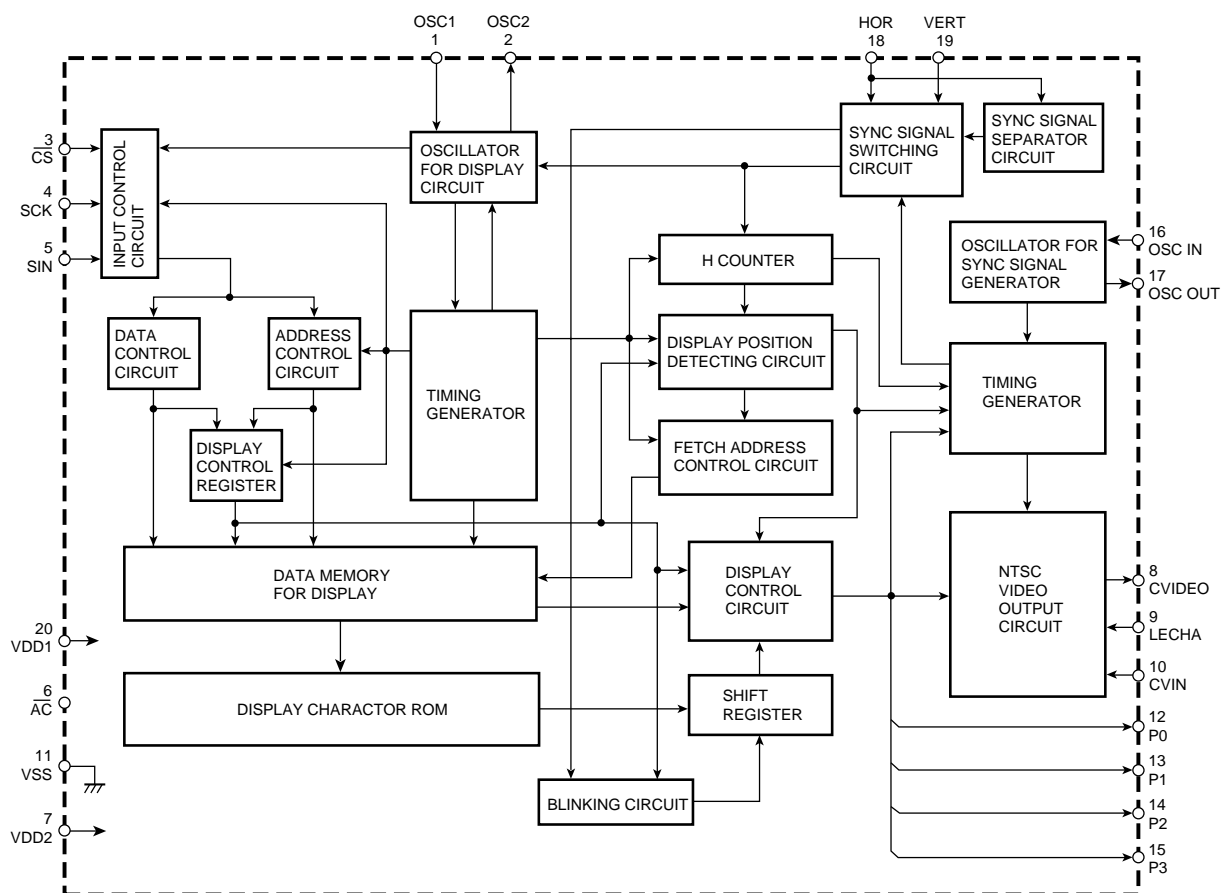 OSC1
1
OSC2
2
HOR
18
VERT
19
3
CS
4
SCK
5
SIN
INPUT CONTROL
CIRCUIT
OSCILLATOR
FOR DISPLAY
CIRCUIT
SYNC SIGNAL
SWITCHING
CIRCUIT
SYNC SIGNAL
SEPARATOR
CIRCUIT
16
OSC IN
17
OSC OUT
OSCILLATOR FOR
SYNC SIGNAL
GENERATOR
H COUNTER
DATA
CONTROL
CIRCUIT
ADDRESS
CONTROL
CIRCUIT
TIMING
GENERATOR
DISPLAY POSITION
DETECTING CIRCUIT
TIMING
GENERATOR
DISPLAY
CONTROL
REGISTER
FETCH ADDRESS
CONTROL CIRCUIT
DATA MEMORY
FOR DISPLAY
DISPLAY
CONTROL
CIRCUIT
NTSC
VIDEO
OUTPUT
CIRCUIT
8
CVIDEO
9
LECHA
10
CVIN
20
VDD1
6
AC
11
VSS
7
VDD2
DISPLAY CHARACTOR ROM
SHIFT
REGISTER
BLINKING CIRCUIT
12
P0
13
P1
14
P2
15
P3